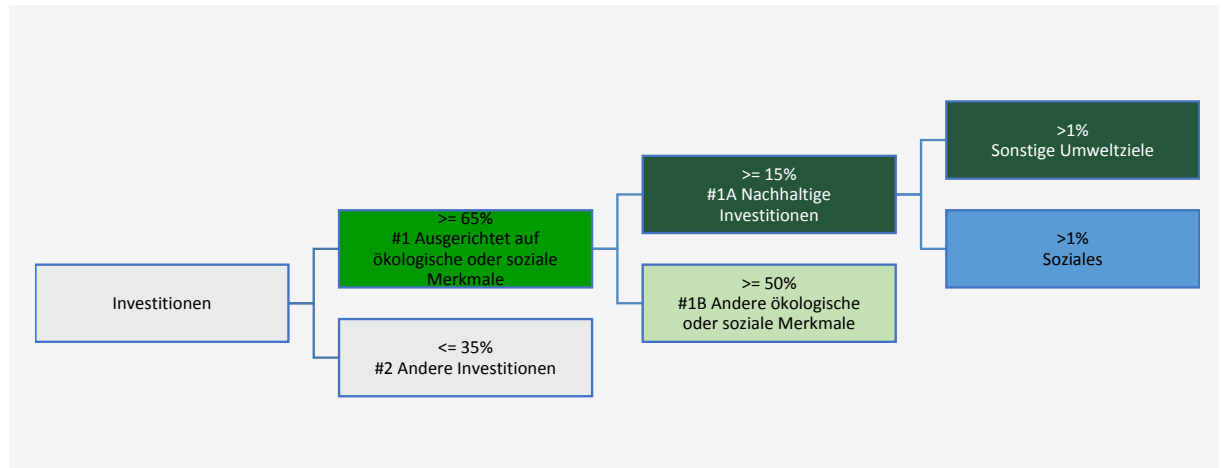 Investitionen
>= 65%
#1 Ausgerichtet auf
ökologische oder soziale
Merkmale
<= 35%
#2 Andere Investitionen
>= 15%
#1A Nachhaltige
Investitionen
>= 50%
#1B Andere ökologische
oder soziale Merkmale
>1%
Sonstige Umweltziele
>1%
Soziales